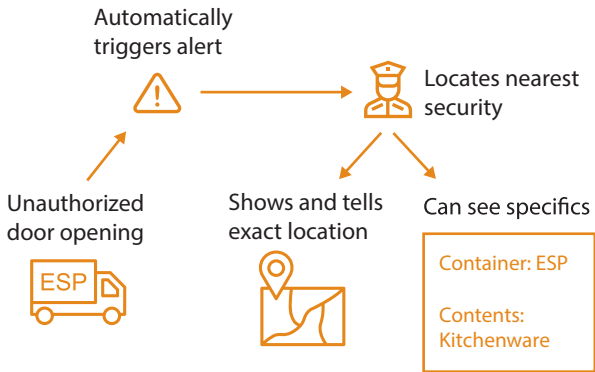 Automatically
triggers alert
Locates nearest
security
Unauthorized
door opening
ESP
Shows and tells
exact location
Can see specifics
Container: ESP
Contents:
Kitchenware